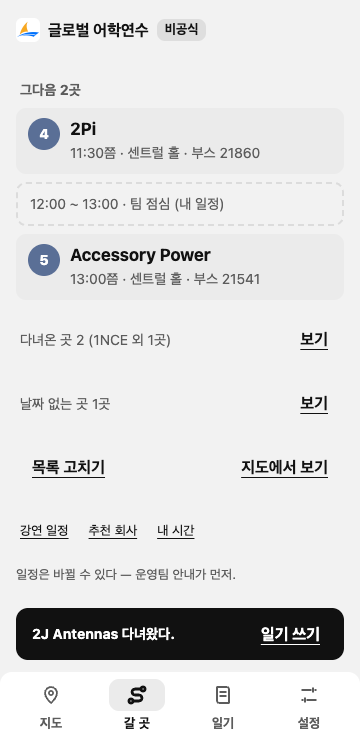 글로벌 어학연수 비공식
그다음 2곳
4 2Pi
11:30쯤 · 센트럴 홀 · 부스 21860
12:00 ~ 13:00 · 팀 점심 (내 일정)
5 Accessory Power
13:00쯤 · 센트럴 홀 · 부스 21541
다녀온 곳 2 (1NCE 외 1곳) 보기
날짜 없는 곳 1곳 보기
목록 고치기 지도에서 보기
강연 일정 추천 회사 내 시간
일정은 바뀔 수 있다 — 운영팀 안내가 먼저.
2J Antennas 다녀왔다. 일기 쓰기
지도 갈 곳 일기 설정